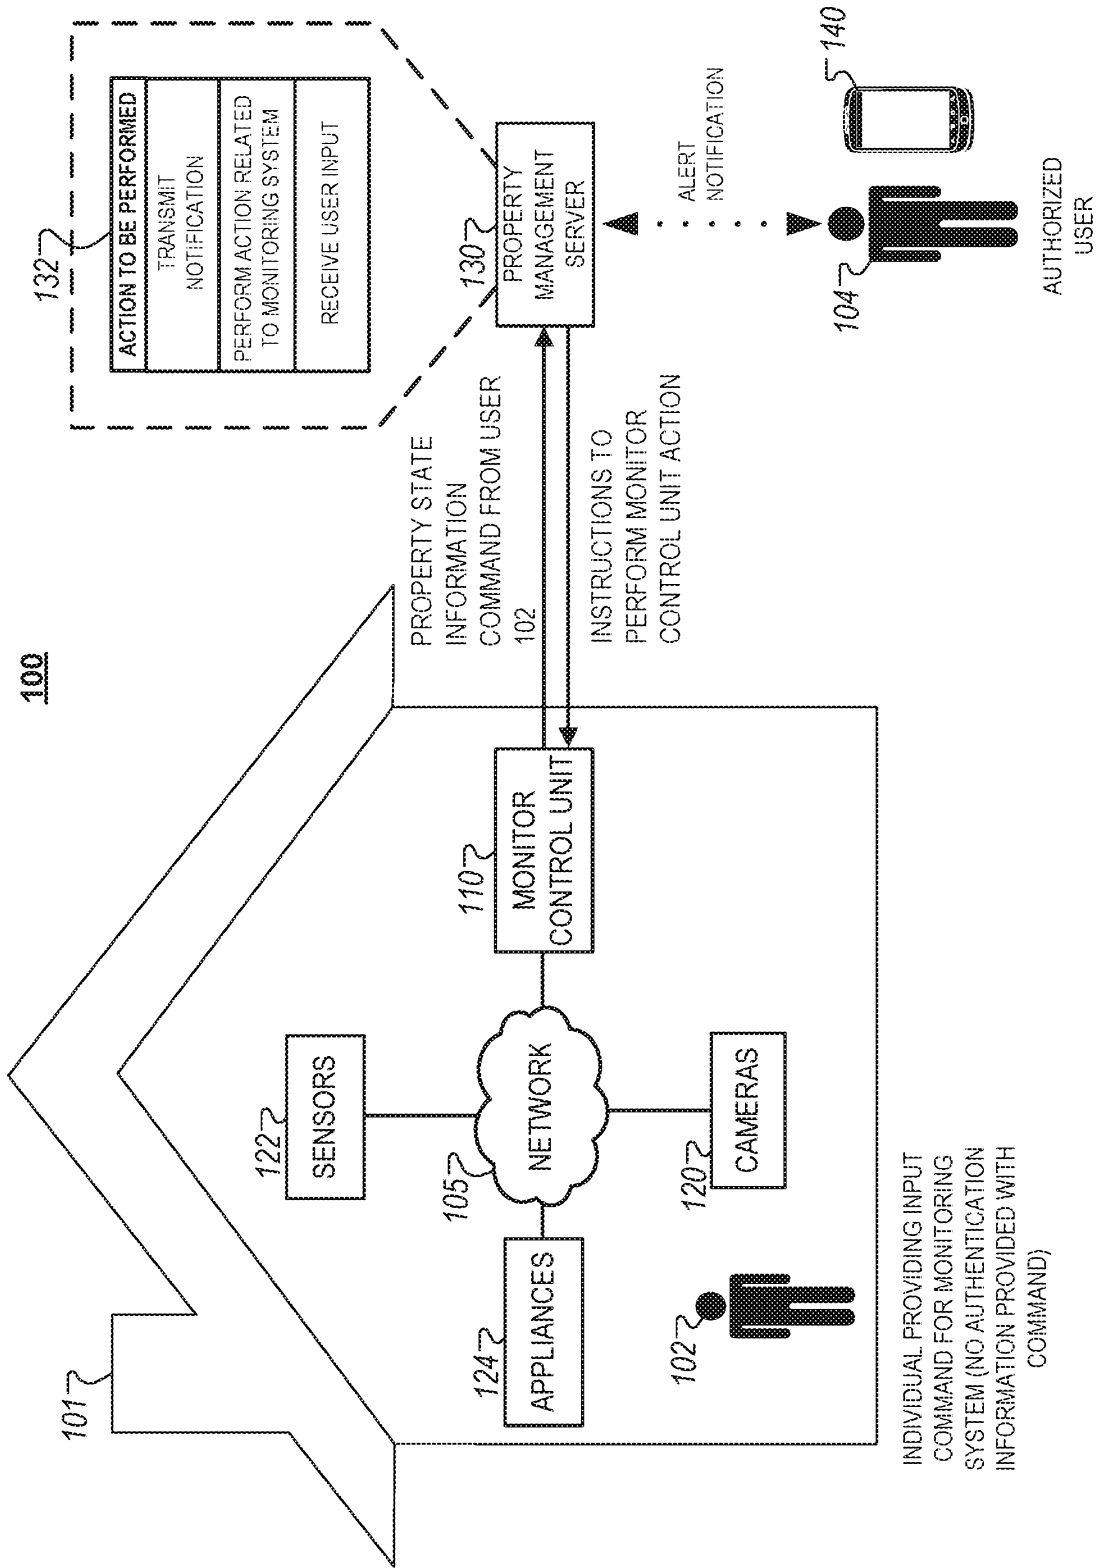 100
132
ACTION TO BE PERFORMED
TRANSMIT
NOTIFICATION
PERFORM ACTION RELATED
TO MONITORING SYSTEM
RECEIVE USER INPUT
101
122
SENSORS
105
NETWORK
124
APPLIANCES
120
CAMERAS
102
110
MONITOR
CONTROL UNIT
PROPERTY STATE
INFORMATION
COMMAND FROM USER
102
INSTRUCTIONS TO
PERFORM MONITOR
CONTROL UNIT ACTION
130
PROPERTY
MANAGEMENT
SERVER
ALERT
NOTIFICATION
104
140
AUTHORIZED
USER
INDIVIDUAL PROVIDING INPUT
COMMAND FOR MONITORING
SYSTEM (NO AUTHENTICATION
INFORMATION PROVIDED WITH
COMMAND)